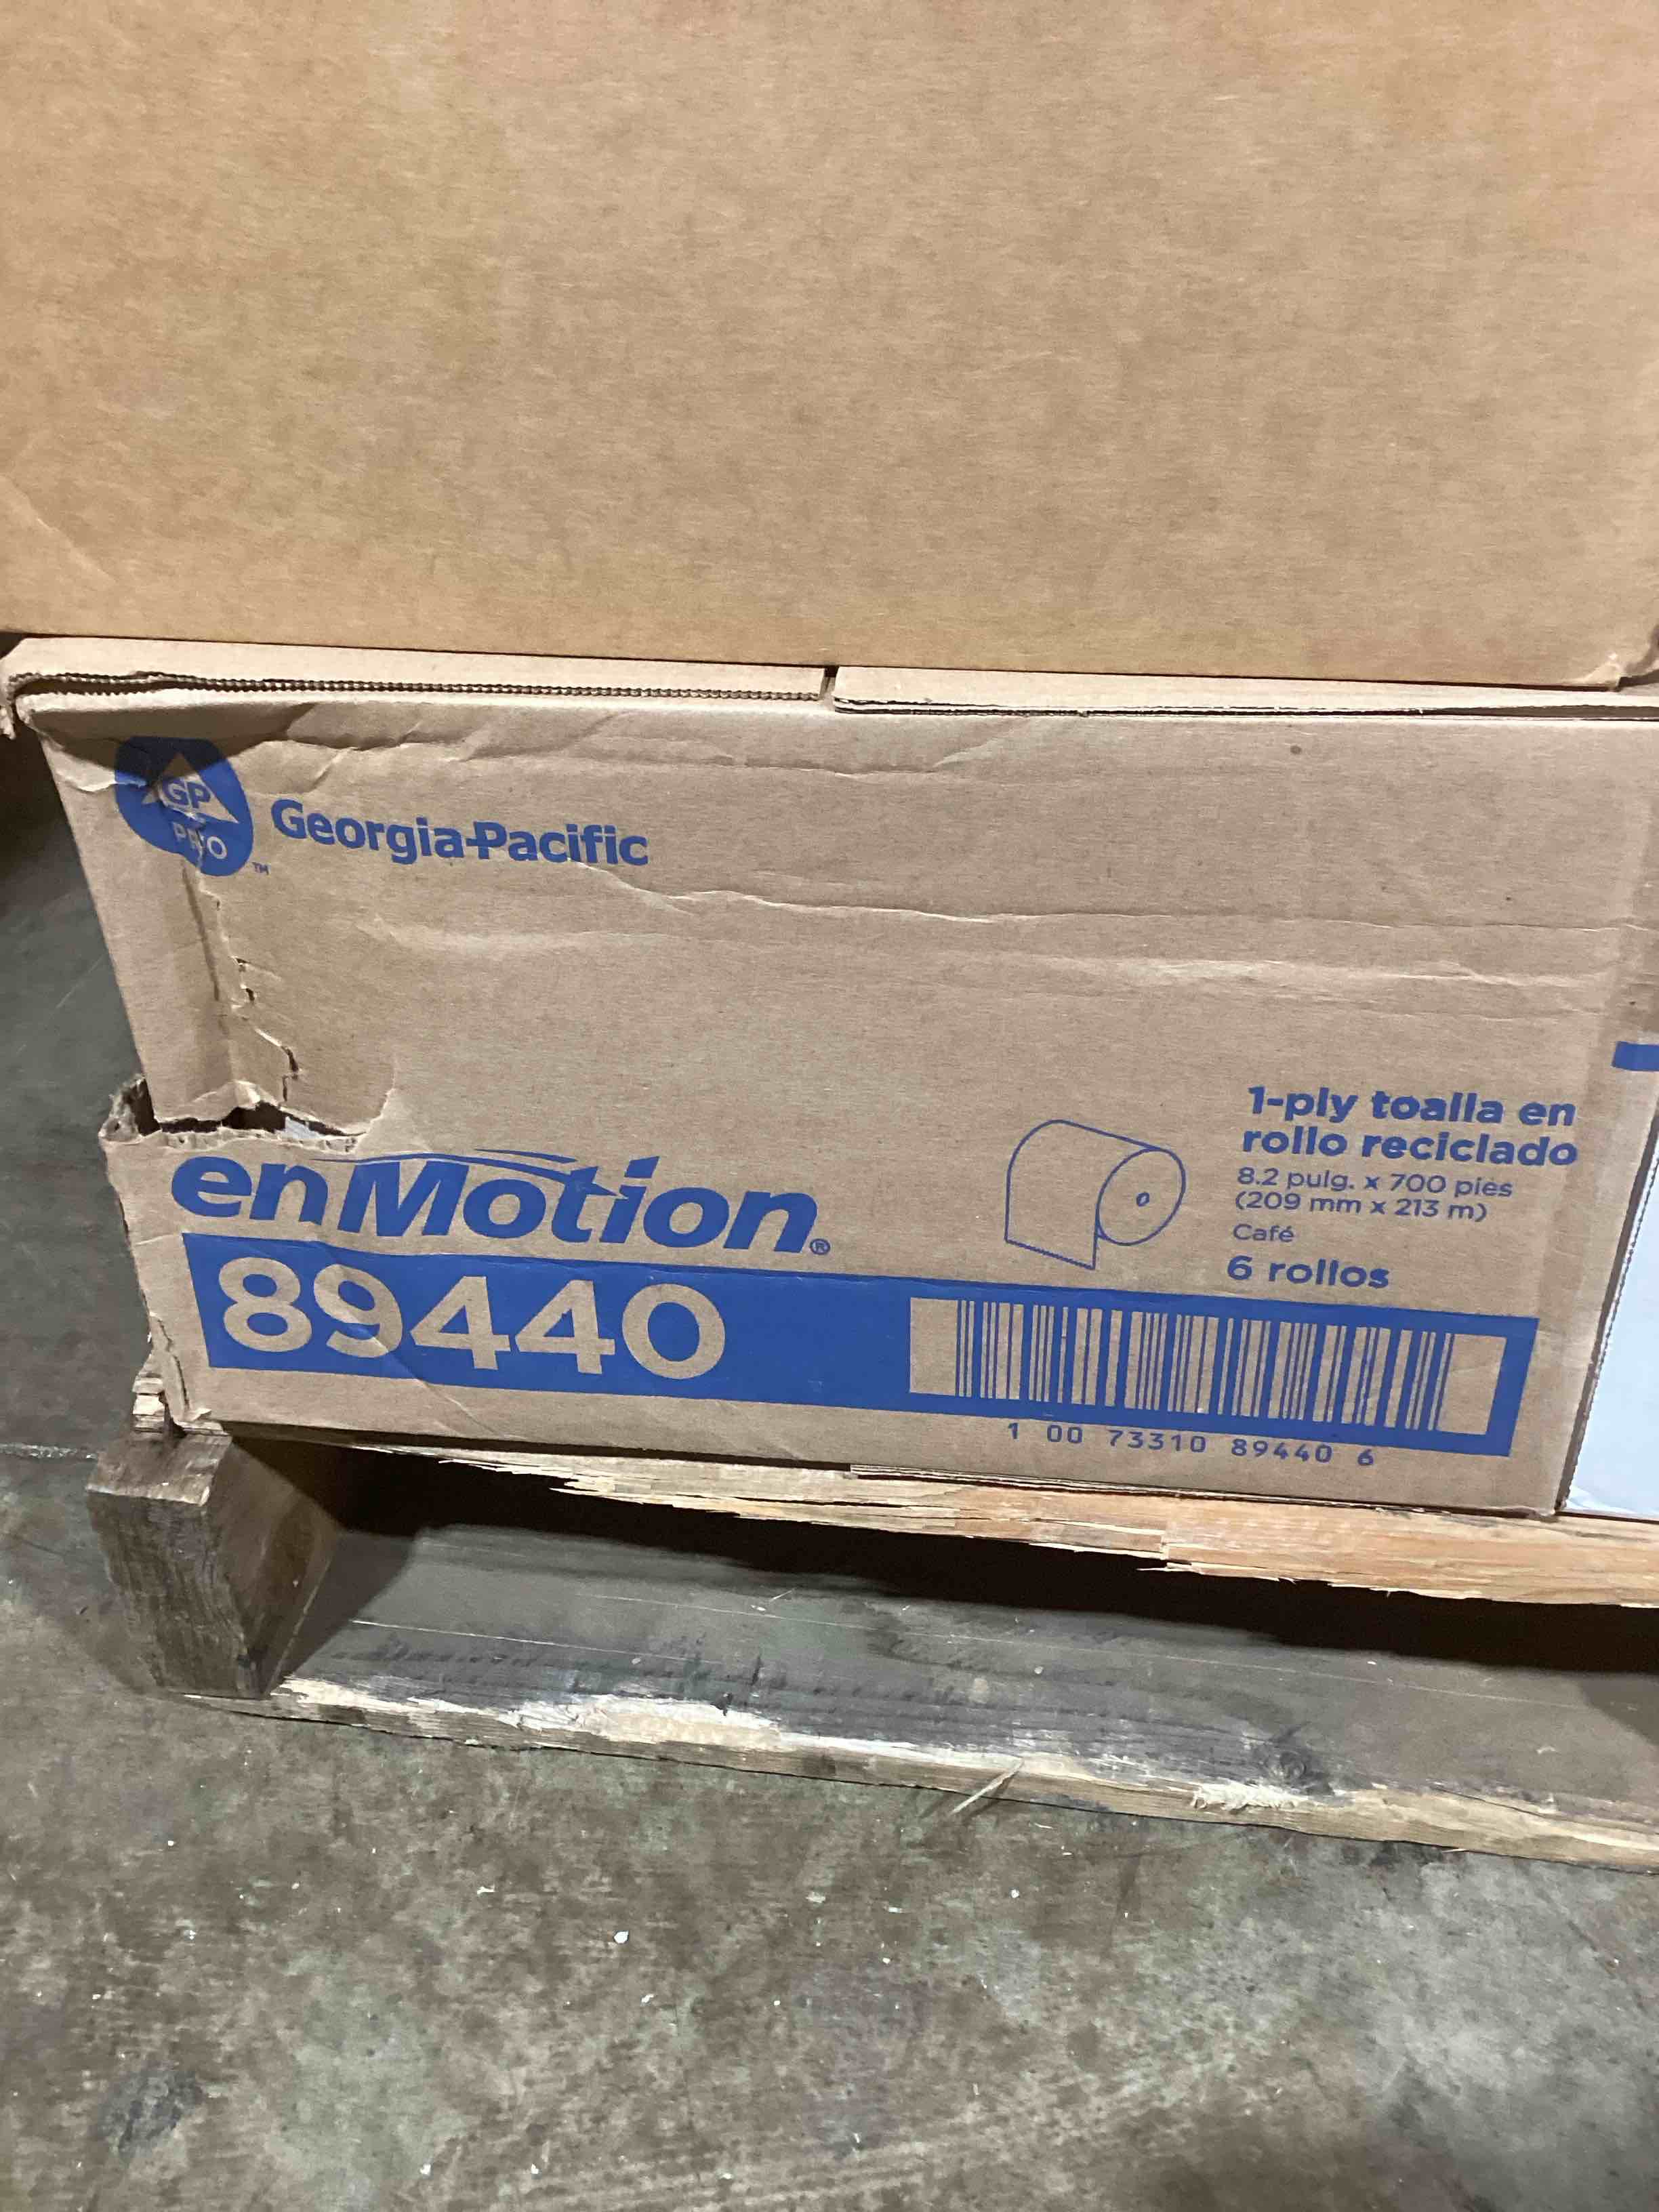 GP
PRO
™
Georgia-Pacific
1-ply toalla en
rollo reciclado
8.2 pulg. x 700 pies
(209 mm x 213 m)
Café
6 rollos
enMotion®
89440
1 00 73310 89440 6